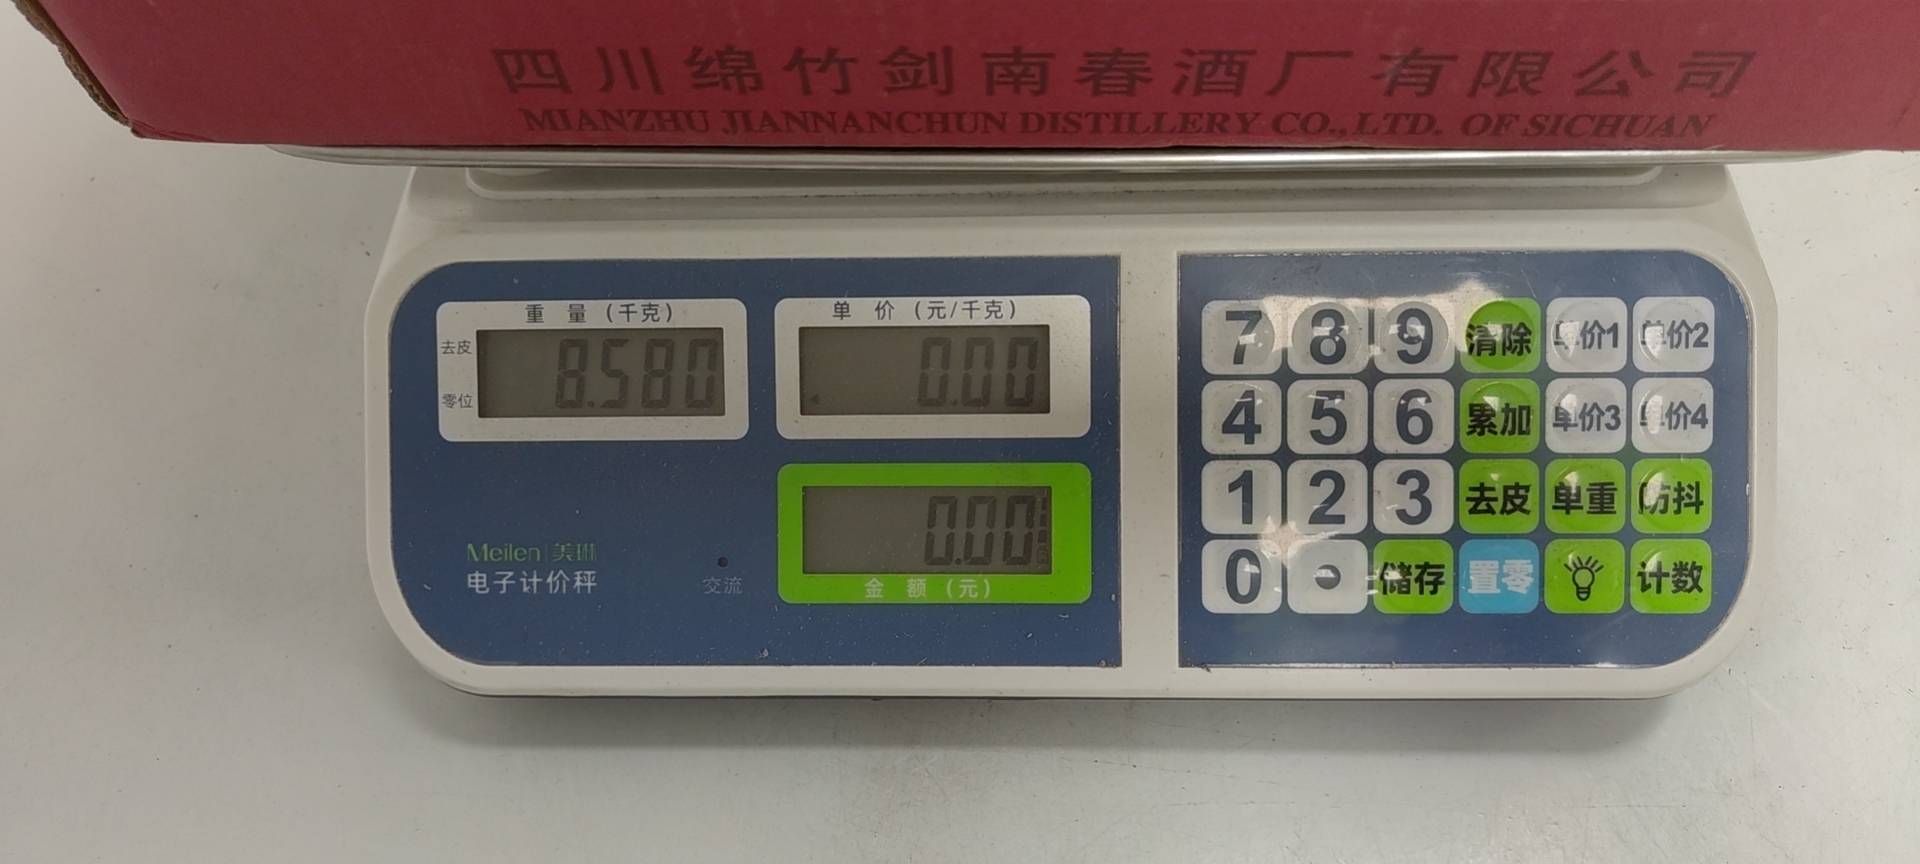 四川绵竹剑南春酒厂有限公司
MIANZHU JIANNANCHUN DISTILLERY CO., LTD. OF SICHUAN
重量(千克)
去皮
零位
8.580
单价(元/千克)
0.00
0.00
金额(元)
Meilen|美琳
电子计价秤
交流
7 8 9 清除 单价1 单价2
4 5 6 累加 单价3 单价4
1 2 3 去皮 单重 防抖
0 . 储存 置零 计数